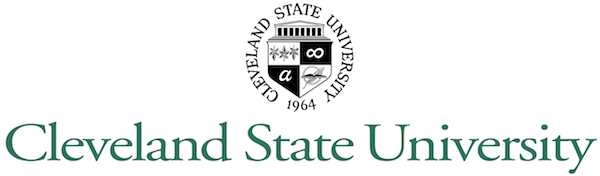 CLEVELAND STATE UNIVERSITY
a
∞
1964
Cleveland State University